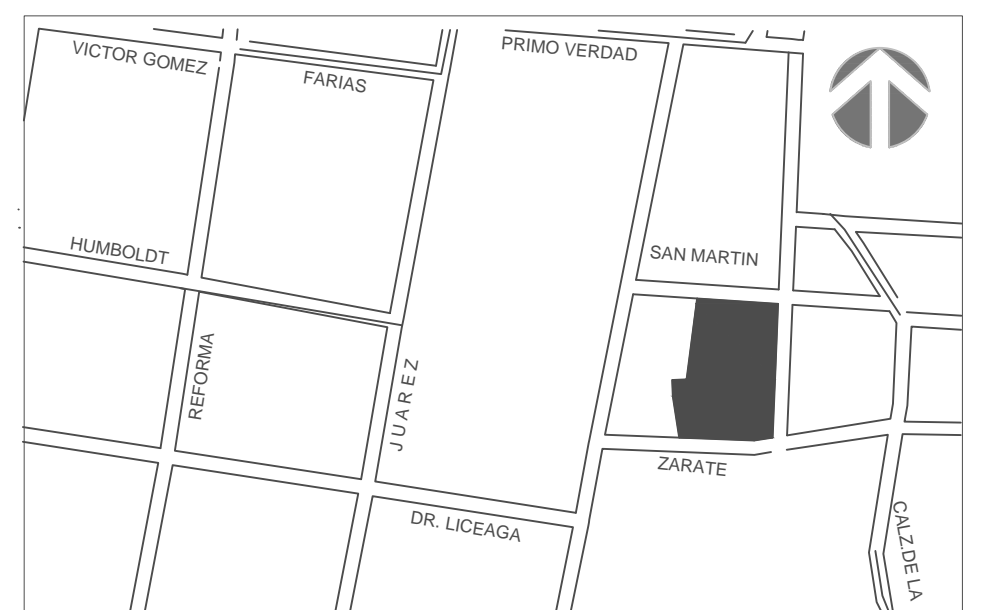 VICTOR GOMEZ
FARIAS
PRIMO VERDAD
HUMBOLDT
SAN MARTIN
REFORMA
JUAREZ
ZARATE
DR. LICEAGA
CALZ.DE LA